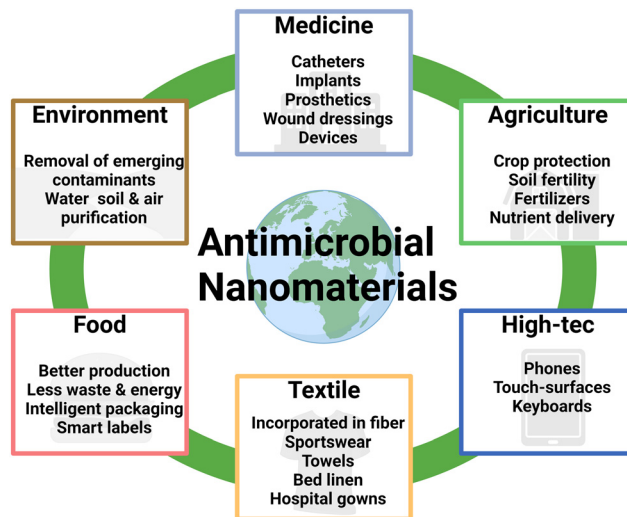 Medicine
Catheters
Implants
Prosthetics
Wound dressings
Devices
Environment
Removal of emerging
contaminants
Water soil & air
purification
Agriculture
Crop protection
Soil fertility
Fertilizers
Nutrient delivery
Antimicrobial
Nanomaterials
Food
Better production
Less waste & energy
Intelligent packaging
Smart labels
High-tec
Phones
Touch-surfaces
Keyboards
Textile
Incorporated in fiber
Sportswear
Towels
Bed linen
Hospital gowns